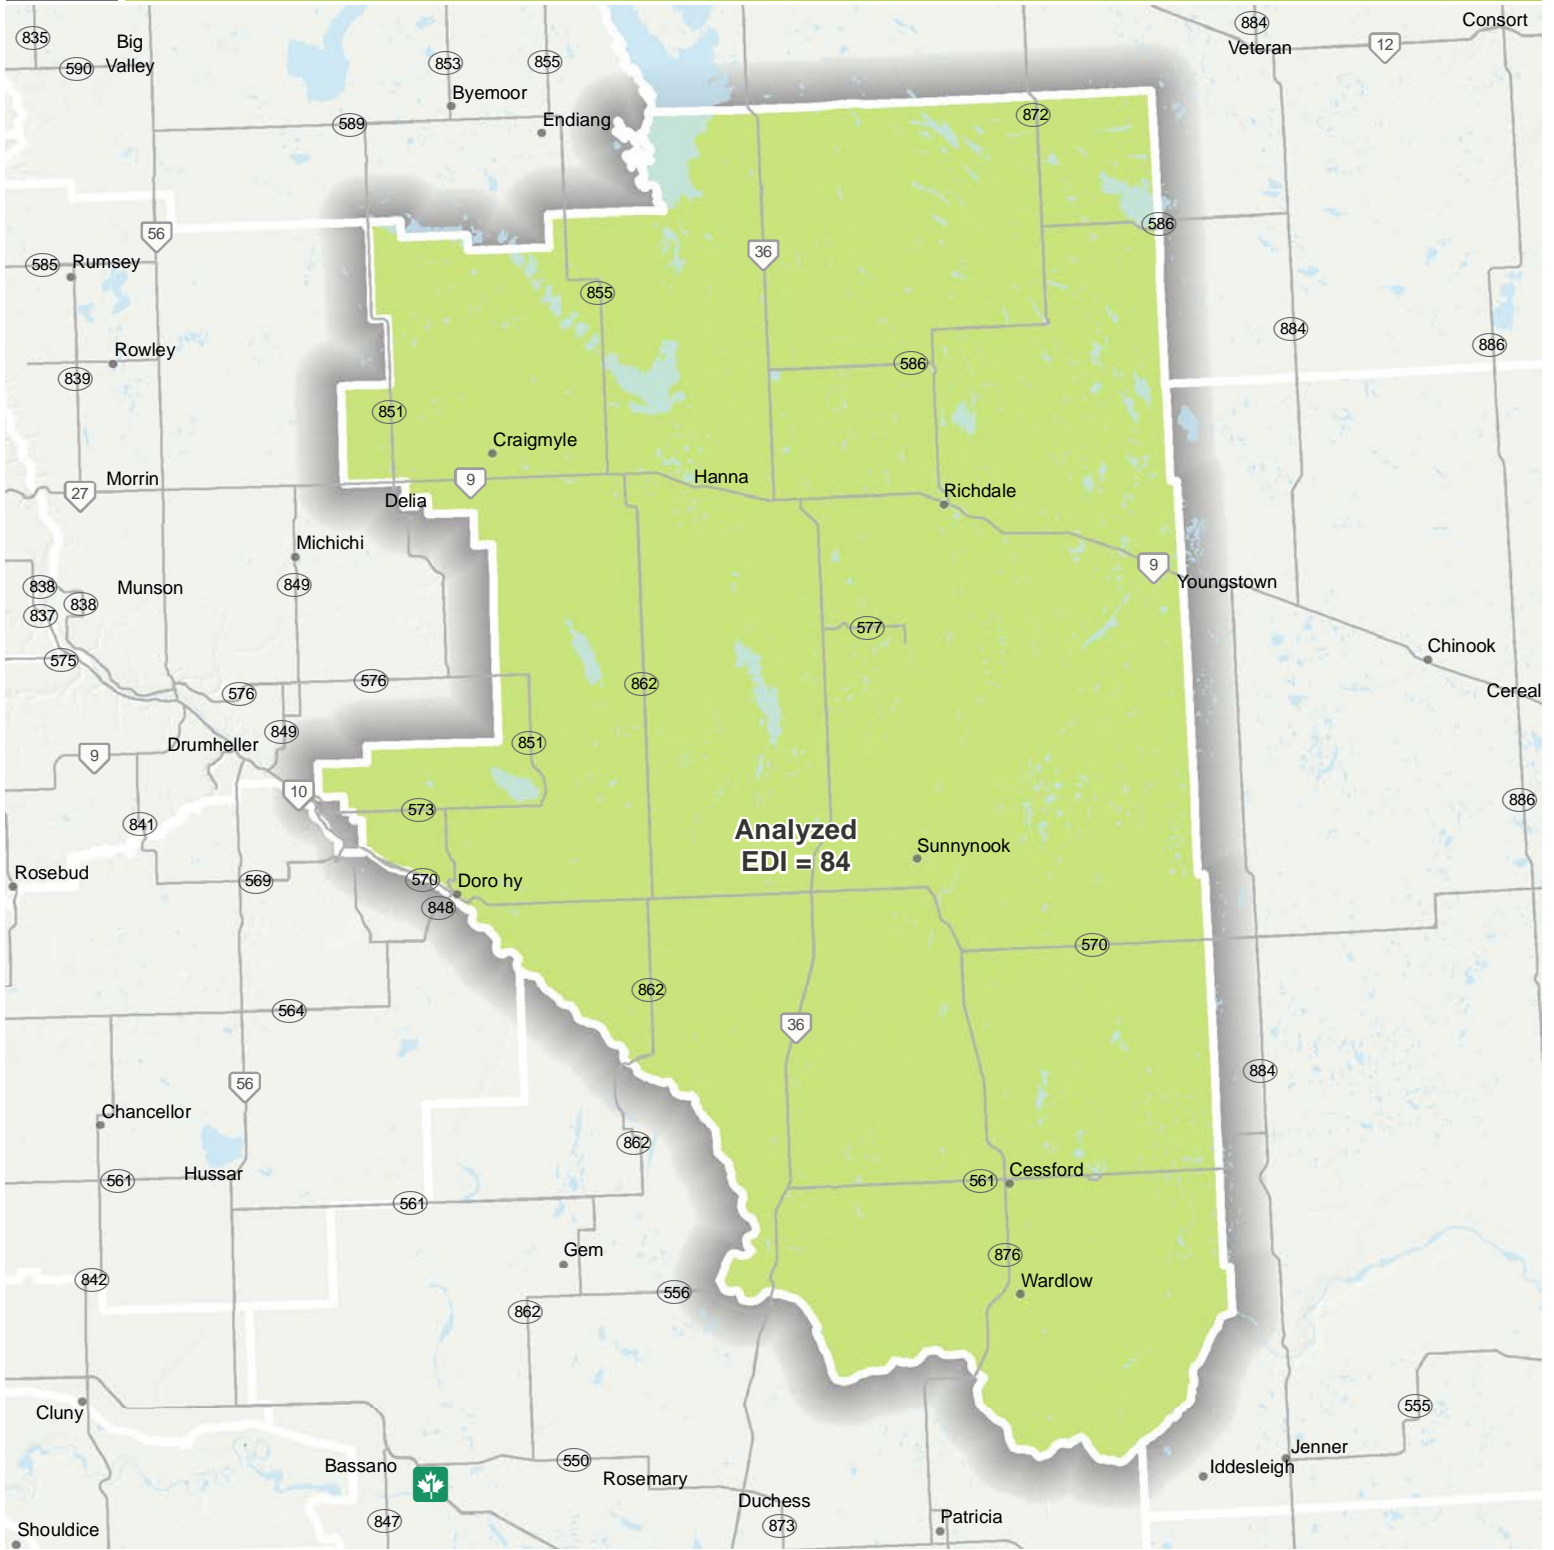 884
Consort
835
Big
Valley
12
Veteran
590
853
855
Byemoor
872
Endiang
589
586
56
36
585
Rumsey
855
884
886
Rowley
586
839
851
Craigmyle
Hanna
9
Morrin
27
Delia
Richdale
Michichi
9
Youngstown
838
Munson
849
838
837
577
Chinook
575
576
576
862
Cereal
849
Drumheller
851
9
10
573
886
841
Analyzed
EDI = 84
Sunnynook
Rosebud
569
570
Doro hy
848
570
862
564
36
884
56
Chancellor
862
Hussar
Cessford
561
561
561
Gem
876
842
Wardlow
556
862
Cluny
555
Jenner
Bassano
550
Iddesleigh
Rosemary
Duchess
847
Patricia
873
Shouldice